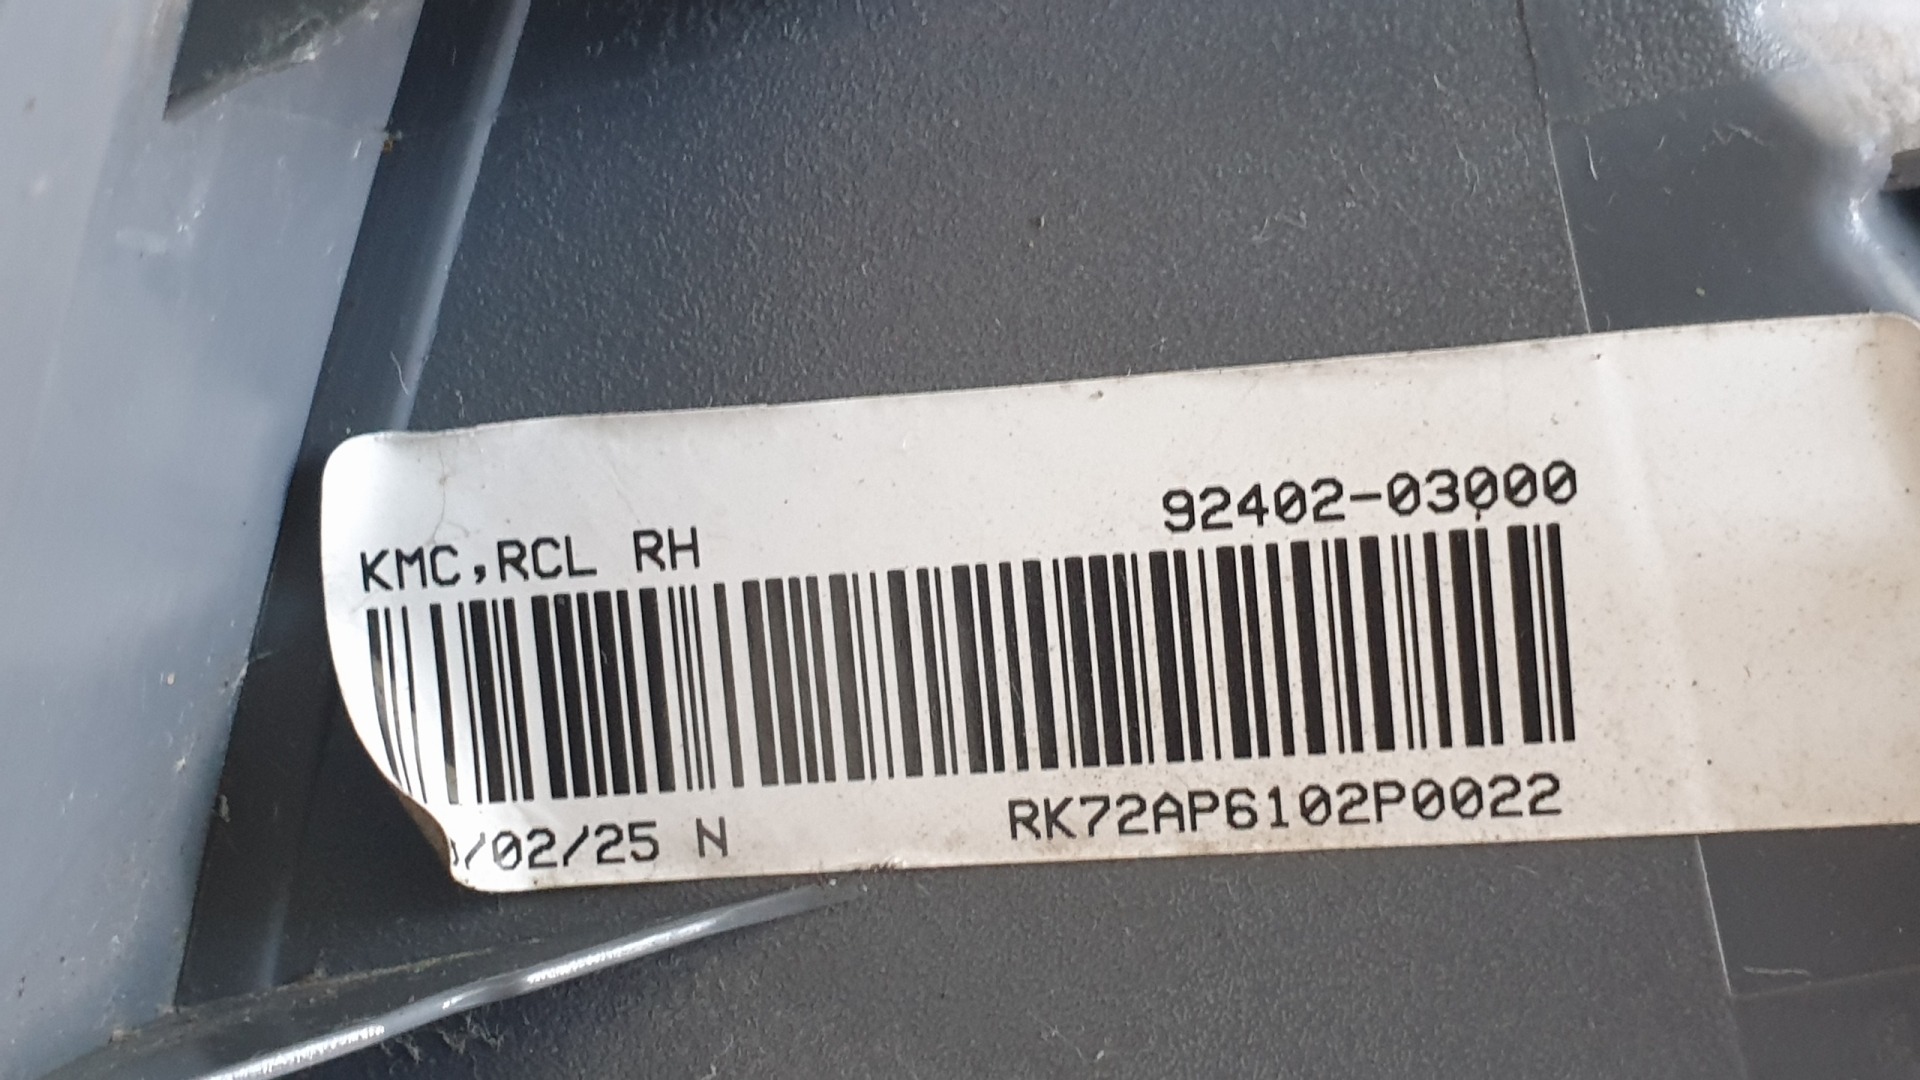 92402-03000
KMC,RCL RH
/02/25 N
RK72AP6102P0022